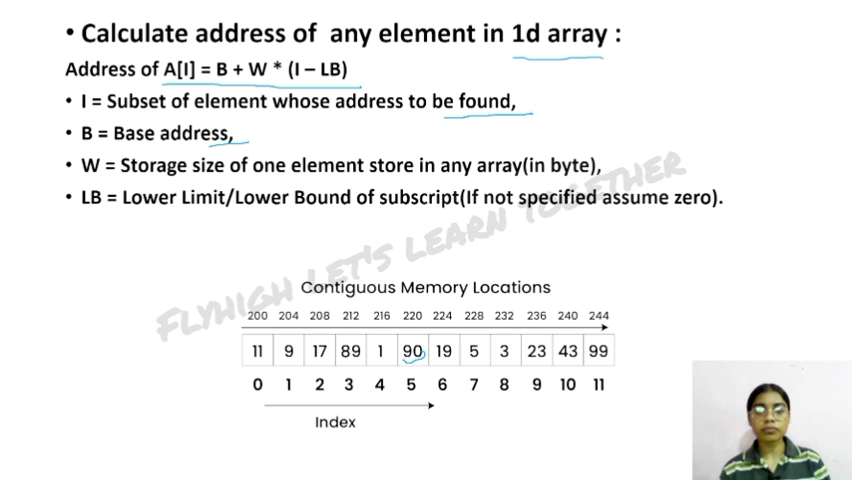 • Calculate address of any element in 1d array :
Address of A[I] = B + W * (I – LB)
• I = Subset of element whose address to be found,
• B = Base address,
• W = Storage size of one element store in any array(in byte),
• LB = Lower Limit/Lower Bound of subscript(If not specified assume zero).
FLYHIGH LET'S LEARN TOGETHER
Contiguous Memory Locations
200 204 208 212 216 220 224 228 232 236 240 244
11 9 17 89 1 90 19 5 3 23 43 99
0 1 2 3 4 5 6 7 8 9 10 11
Index